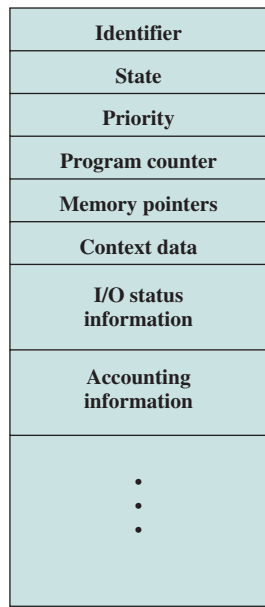 Identifier
State
Priority
Program counter
Memory pointers
Context data
I/O status
information
Accounting
information
•
•
•